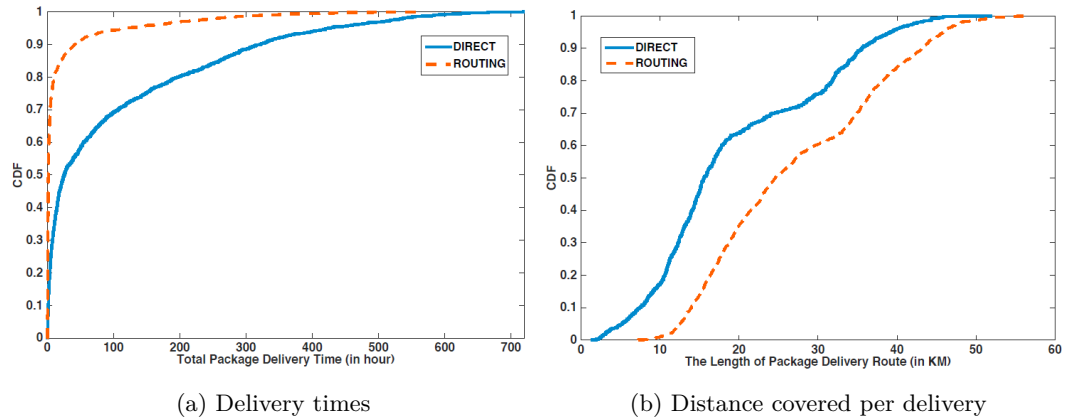 1
0.9
0.8
0.7
0.6
0.5
0.4
0.3
0.2
0.1
0
CDF
DIRECT
ROUTING
0 100 200 300 400 500 600 700
Total Package Delivery Time (in hour)
(a) Delivery times
1
0.9
0.8
0.7
0.6
0.5
0.4
0.3
0.2
0.1
0
CDF
DIRECT
ROUTING
0 10 20 30 40 50 60
The Length of Package Delivery Route (in KM)
(b) Distance covered per delivery